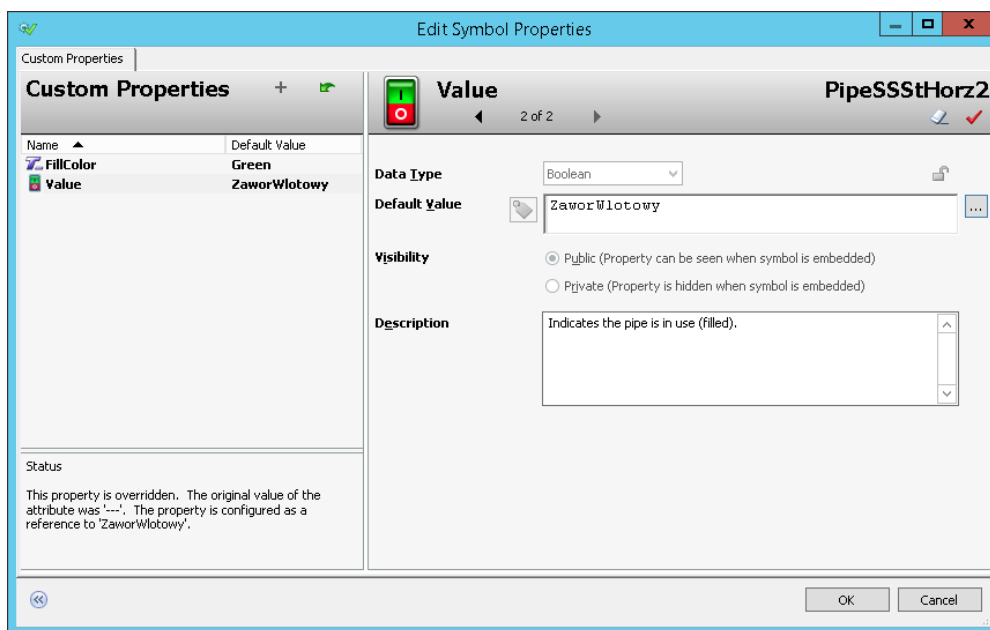 Edit Symbol Properties
Custom Properties
Custom Properties
Name Default Value
FillColor Green
Value ZaworWlotowy
Status
This property is overridden. The original value of the
attribute was '---'. The property is configured as a
reference to 'ZaworWlotowy'.
Value PipeSSStHorz2
2 of 2
Data Type Boolean
Default Value ZaworWlotowy ...
Visibility Public (Property can be seen when symbol is embedded)
Private (Property is hidden when symbol is embedded)
Description Indicates the pipe is in use (filled).
OK Cancel